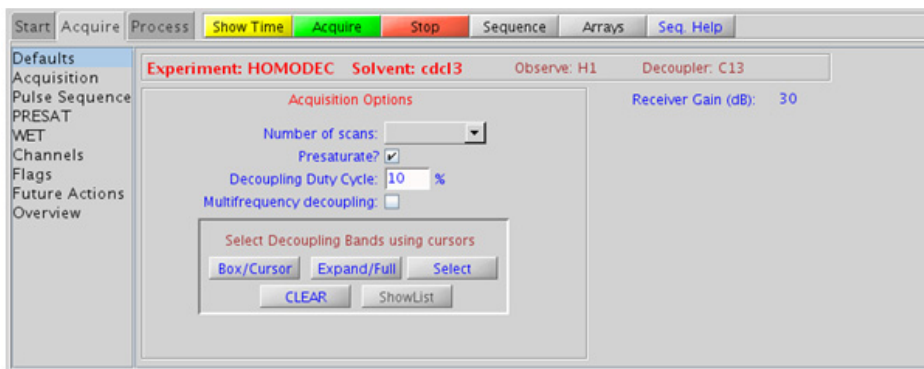 Start Acquire Process Show Time Acquire Stop Sequence Arrays Seq. Help
Defaults
Acquisition
Pulse Sequence
PRESAT
WET
Channels
Flags
Future Actions
Overview
Experiment: HOMODEC Solvent: cdcl3 Observe: H1 Decoupler: C13
Acquisition Options
Receiver Gain (dB): 30
Number of scans:
Presaturate?
Decoupling Duty Cycle: 10 %
Multifrequency decoupling:
Select Decoupling Bands using cursors
Box/Cursor Expand/Full Select
CLEAR ShowList